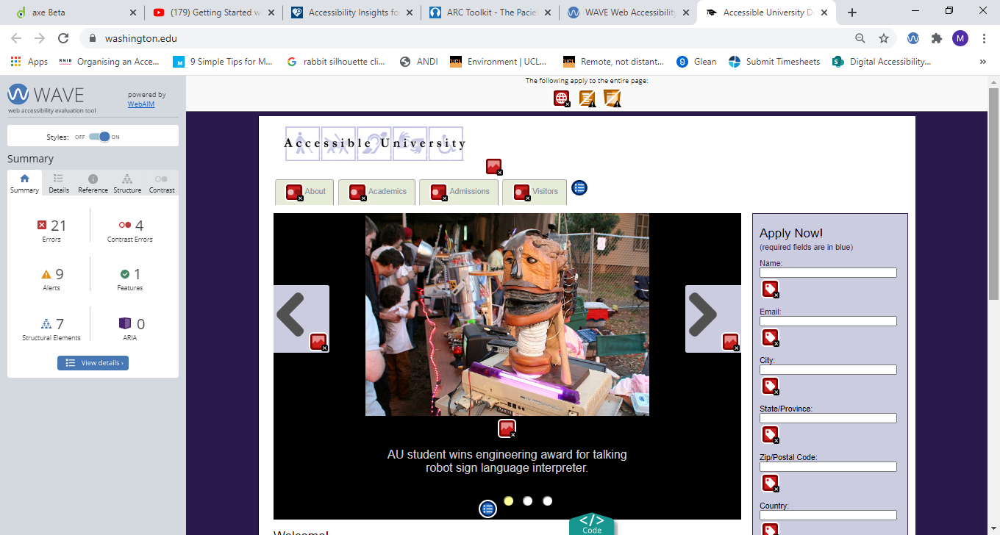 axe Beta
(179) Getting Started w
Accessibility Insights fo
ARC Toolkit - The Paciel
WAVE Web Accessibility
Accessible University D
washington.edu
M
Apps
RNIB Organising an Acce...
M 9 Simple Tips for M...
G rabbit silhouette cli...
ANDI
UCL Environment | UCL...
UCL Remote, not distant...
9 Glean
Submit Timesheets
S Digital Accessibility...
»
WAVE
web accessibility evaluation tool
powered by
WebAIM
Styles: OFF ON
Summary
Summary
Details
Reference
Structure
Contrast
21
Errors
4
Contrast Errors
9
Alerts
1
Features
7
Structural Elements
0
ARIA
View details ›
The following apply to the entire page:
Accessible University
About
Academics
Admissions
Visitors
AU student wins engineering award for talking
robot sign language interpreter.
Apply Now!
(required fields are in blue)
Name:
Email:
City:
State/Province:
Zip/Postal Code:
Country:
Welcome!
</>
Code